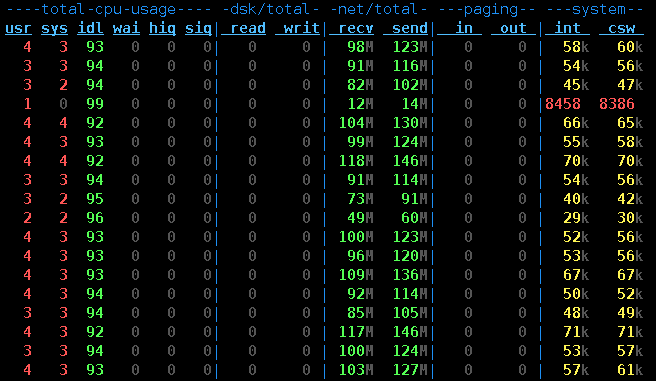 ----total-cpu-usage---- -dsk/total- -net/total- ---paging-- ---system--
usr sys idl wai hiq siq| read  writ| recv  send|  in   out | int   csw
  4   3  93   0   0   0|   0     0 |  98M  123M|   0     0 |  58k   60k
  3   3  94   0   0   0|   0     0 |  91M  116M|   0     0 |  54k   56k
  3   2  94   0   0   0|   0     0 |  82M  102M|   0     0 |  45k   47k
  1   0  99   0   0   0|   0     0 |  12M   14M|   0     0 |8458  8386
  4   4  92   0   0   0|   0     0 | 104M  130M|   0     0 |  66k   65k
  4   3  93   0   0   0|   0     0 |  99M  124M|   0     0 |  55k   58k
  4   4  92   0   0   0|   0     0 | 118M  146M|   0     0 |  70k   70k
  3   3  94   0   0   0|   0     0 |  91M  114M|   0     0 |  54k   56k
  3   2  95   0   0   0|   0     0 |  73M   91M|   0     0 |  40k   42k
  2   2  96   0   0   0|   0     0 |  49M   60M|   0     0 |  29k   30k
  4   3  93   0   0   0|   0     0 | 100M  123M|   0     0 |  52k   56k
  4   3  93   0   0   0|   0     0 |  96M  120M|   0     0 |  53k   56k
  4   3  93   0   0   0|   0     0 | 109M  136M|   0     0 |  67k   67k
  4   2  94   0   0   0|   0     0 |  92M  114M|   0     0 |  50k   52k
  3   3  94   0   0   0|   0     0 |  85M  105M|   0     0 |  48k   49k
  4   3  92   0   0   0|   0     0 | 117M  146M|   0     0 |  71k   71k
  3   3  94   0   0   0|   0     0 | 100M  124M|   0     0 |  53k   57k
  4   3  93   0   0   0|   0     0 | 103M  127M|   0     0 |  57k   61k